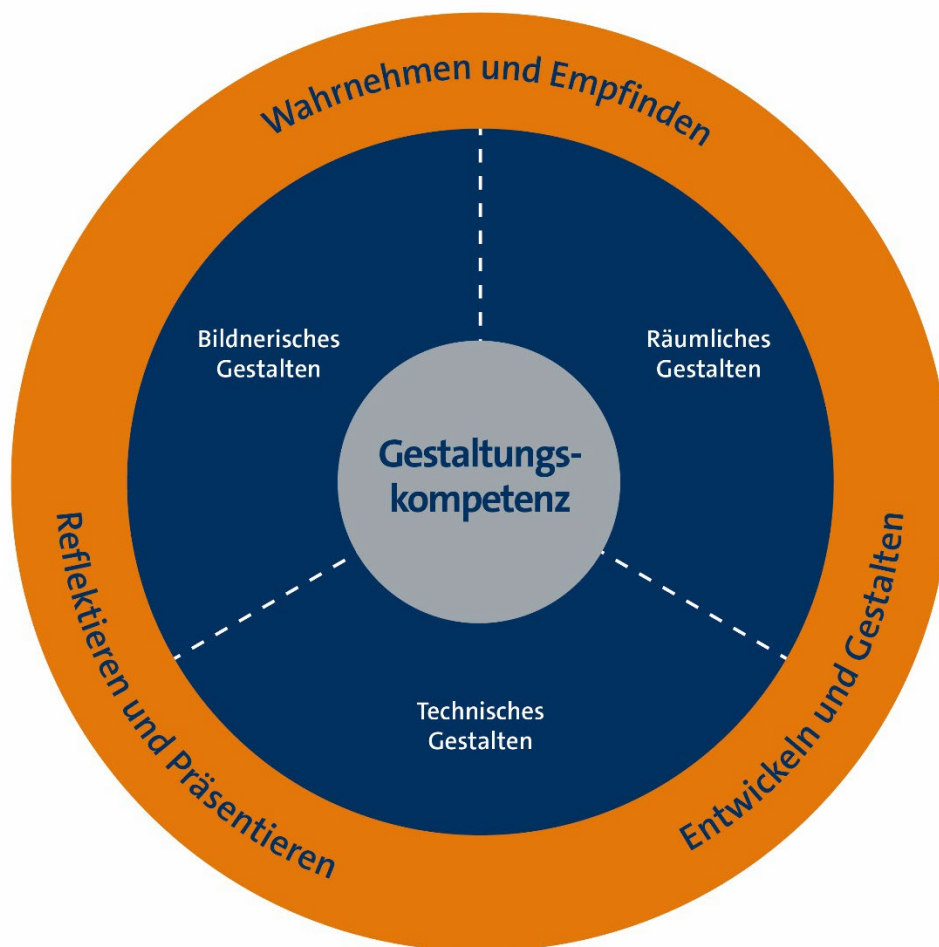 Wahrnehmen und Empfinden
Bildnerisches
Gestalten
Räumliches
Gestalten
Gestaltungs-
kompetenz
Technisches
Gestalten
Reflektieren und Präsentieren
Entwickeln und Gestalten